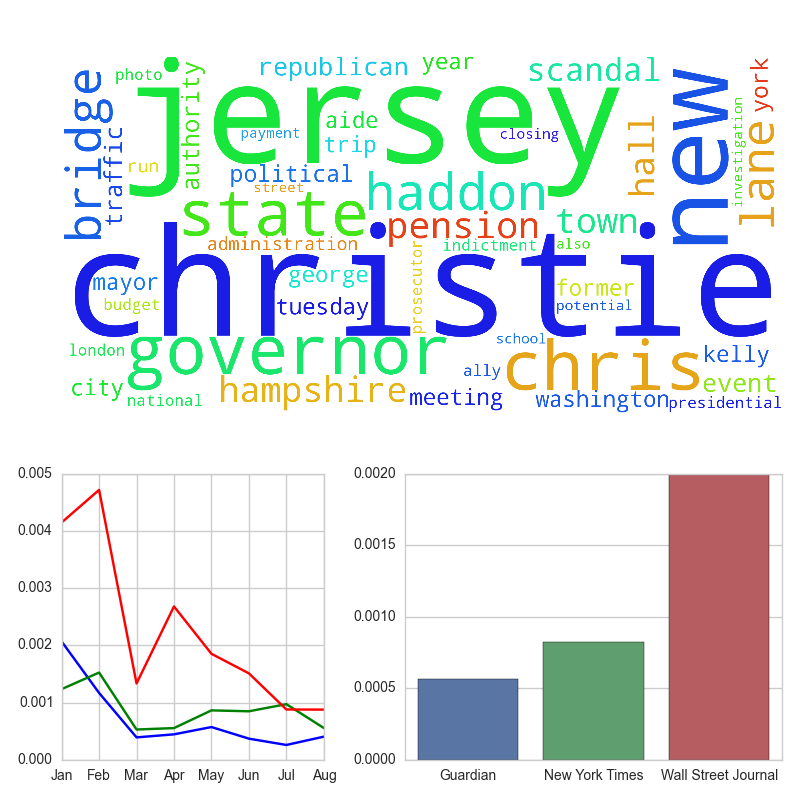 photo
republican
year
scandal
york
jersey
new
bridge
traffic
authority
payment
aide
closing
trip
hall
lane
investigation
run
political
street
haddon
state
pension
town
administration
indictment
also
christie
mayor
george
prosecutor
former
budget
tuesday
potential
london
governor
school
chris
kelly
city
national
hampshire
ally
meeting
washington
event
presidential
0.005
0.004
0.003
0.002
0.001
0.000
Jan Feb Mar Apr May Jun Jul Aug
0.0020
0.0015
0.0010
0.0005
0.0000
Guardian New York Times Wall Street Journal